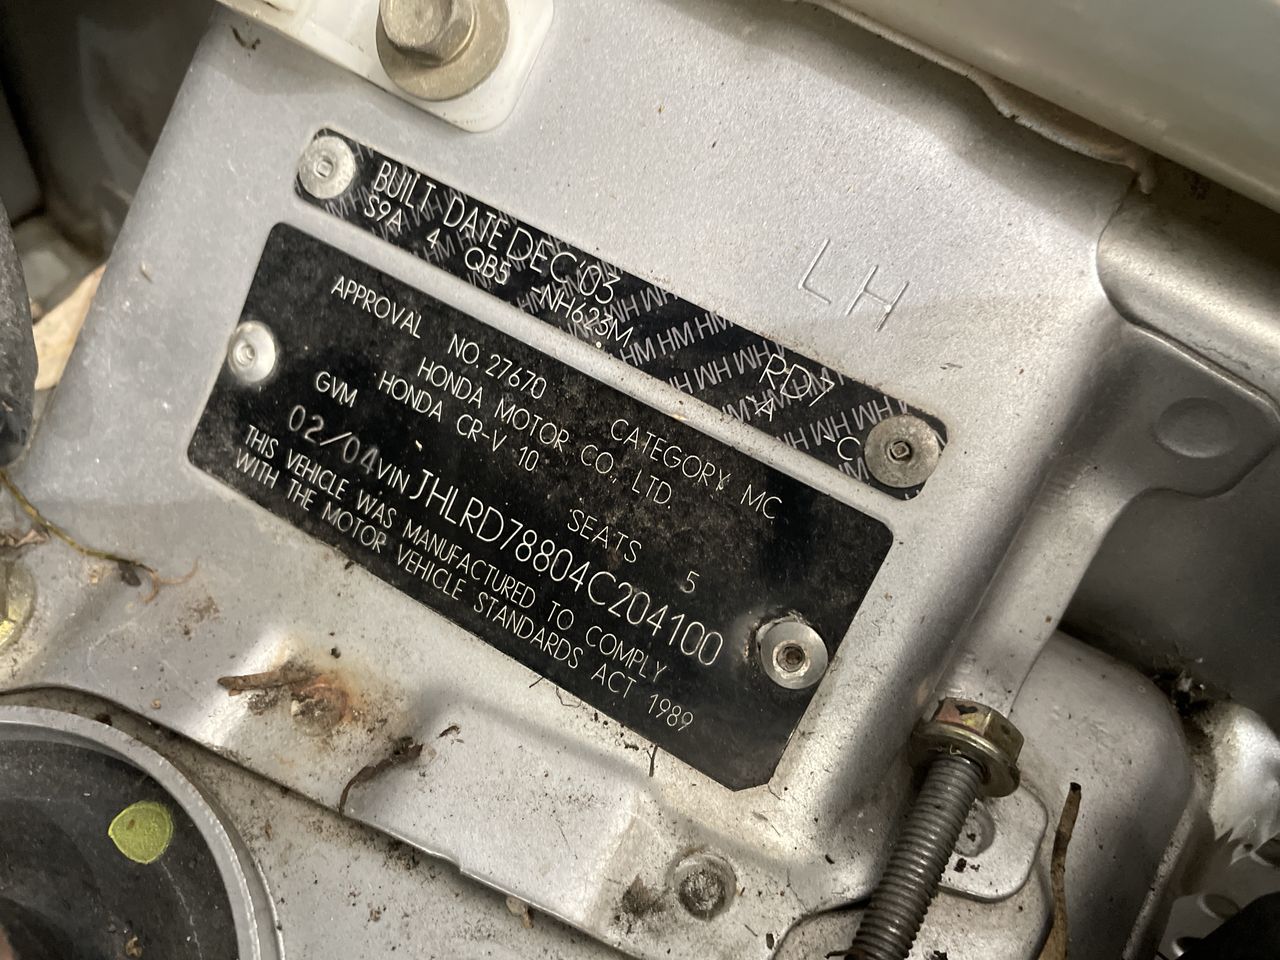 LH
BUILT DATE DEC'03
S9A 4 QB5 -NH623M C
APPROVAL NO. 27670 CATEGORY MC
HONDA MOTOR CO., LTD.
HONDA CR-V 10 SEATS 5
GVM
02/04 VIN JHLRD78804C204100
THIS VEHICLE WAS MANUFACTURED TO COMPLY
WITH THE MOTOR VEHICLE STANDARDS ACT 1989